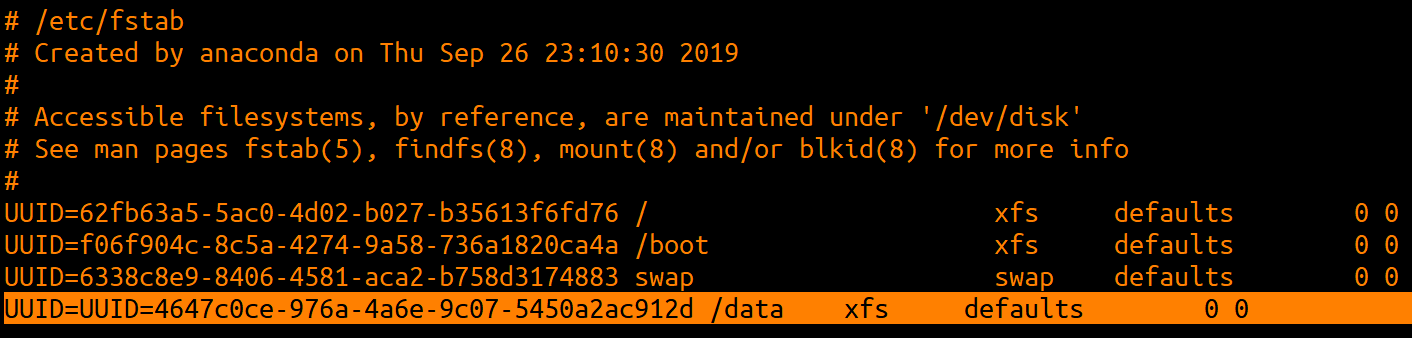 # /etc/fstab
# Created by anaconda on Thu Sep 26 23:10:30 2019
#
# Accessible filesystems, by reference, are maintained under '/dev/disk'
# See man pages fstab(5), findfs(8), mount(8) and/or blkid(8) for more info
#
UUID=62fb63a5-5ac0-4d02-b027-b35613f6fd76 /                       xfs     defaults        0 0
UUID=f06f904c-8c5a-4274-9a58-736a1820ca4a /boot                   xfs     defaults        0 0
UUID=6338c8e9-8406-4581-aca2-b758d3174883 swap                    swap    defaults        0 0
UUID=UUID=4647c0ce-976a-4a6e-9c07-5450a2ac912d /data    xfs     defaults        0 0